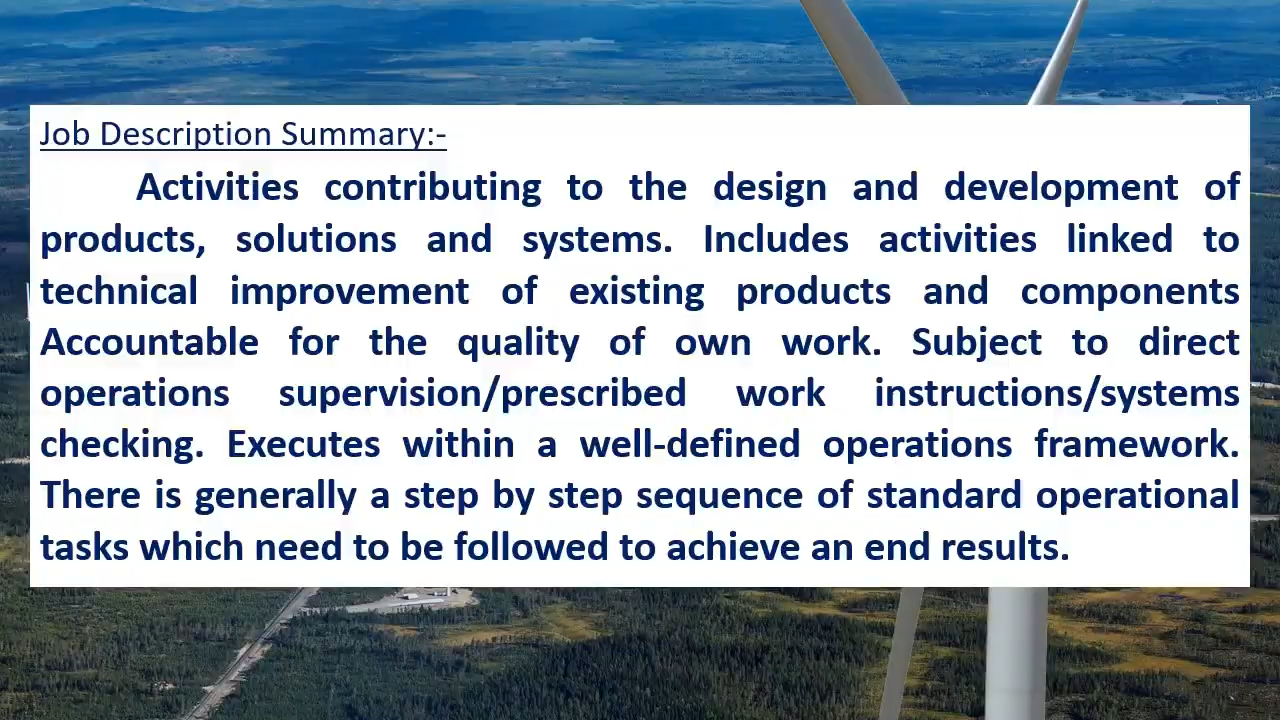 Job Description Summary:-
Activities contributing to the design and development of
products, solutions and systems. Includes activities linked to
technical improvement of existing products and components
Accountable for the quality of own work. Subject to direct
operations supervision/prescribed work instructions/systems
checking. Executes within a well-defined operations framework.
There is generally a step by step sequence of standard operational
tasks which need to be followed to achieve an end results.